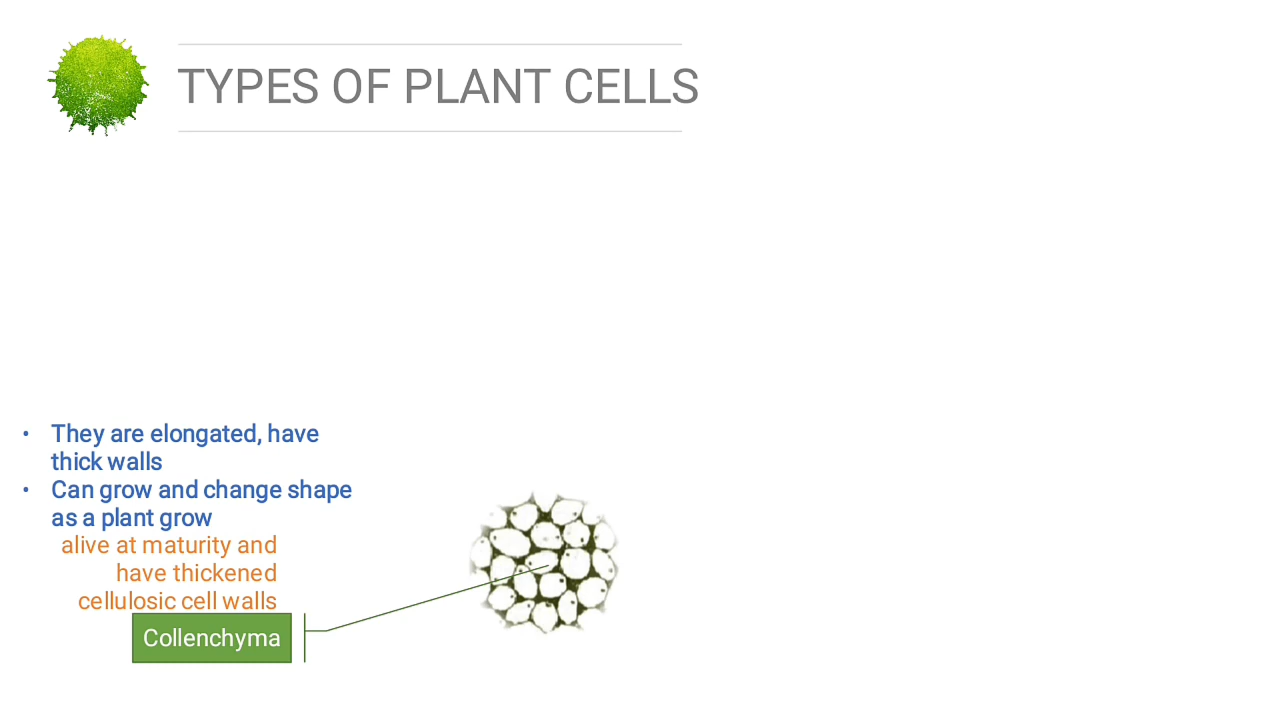 TYPES OF PLANT CELLS
• They are elongated, have
thick walls
• Can grow and change shape
as a plant grow
alive at maturity and
have thickened
cellulosic cell walls
Collenchyma